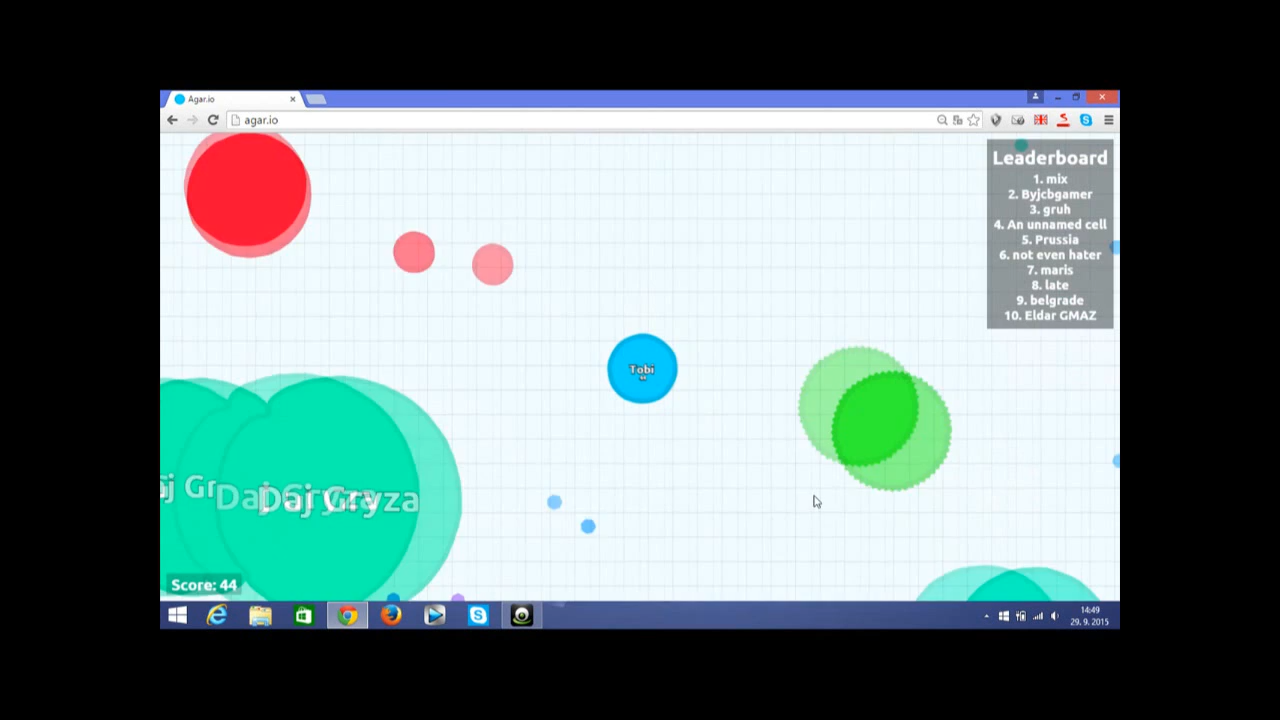 Agar.io
agar.io
Leaderboard
1. mix
2. Byjcbgamer
3. gruh
4. An unnamed cell
5. Prussia
6. not even hater
7. maris
8. late
9. belgrade
10. Eldar GMAZ
Tobi
Daj Gryza
Score: 44
14:49
29. 9. 2015